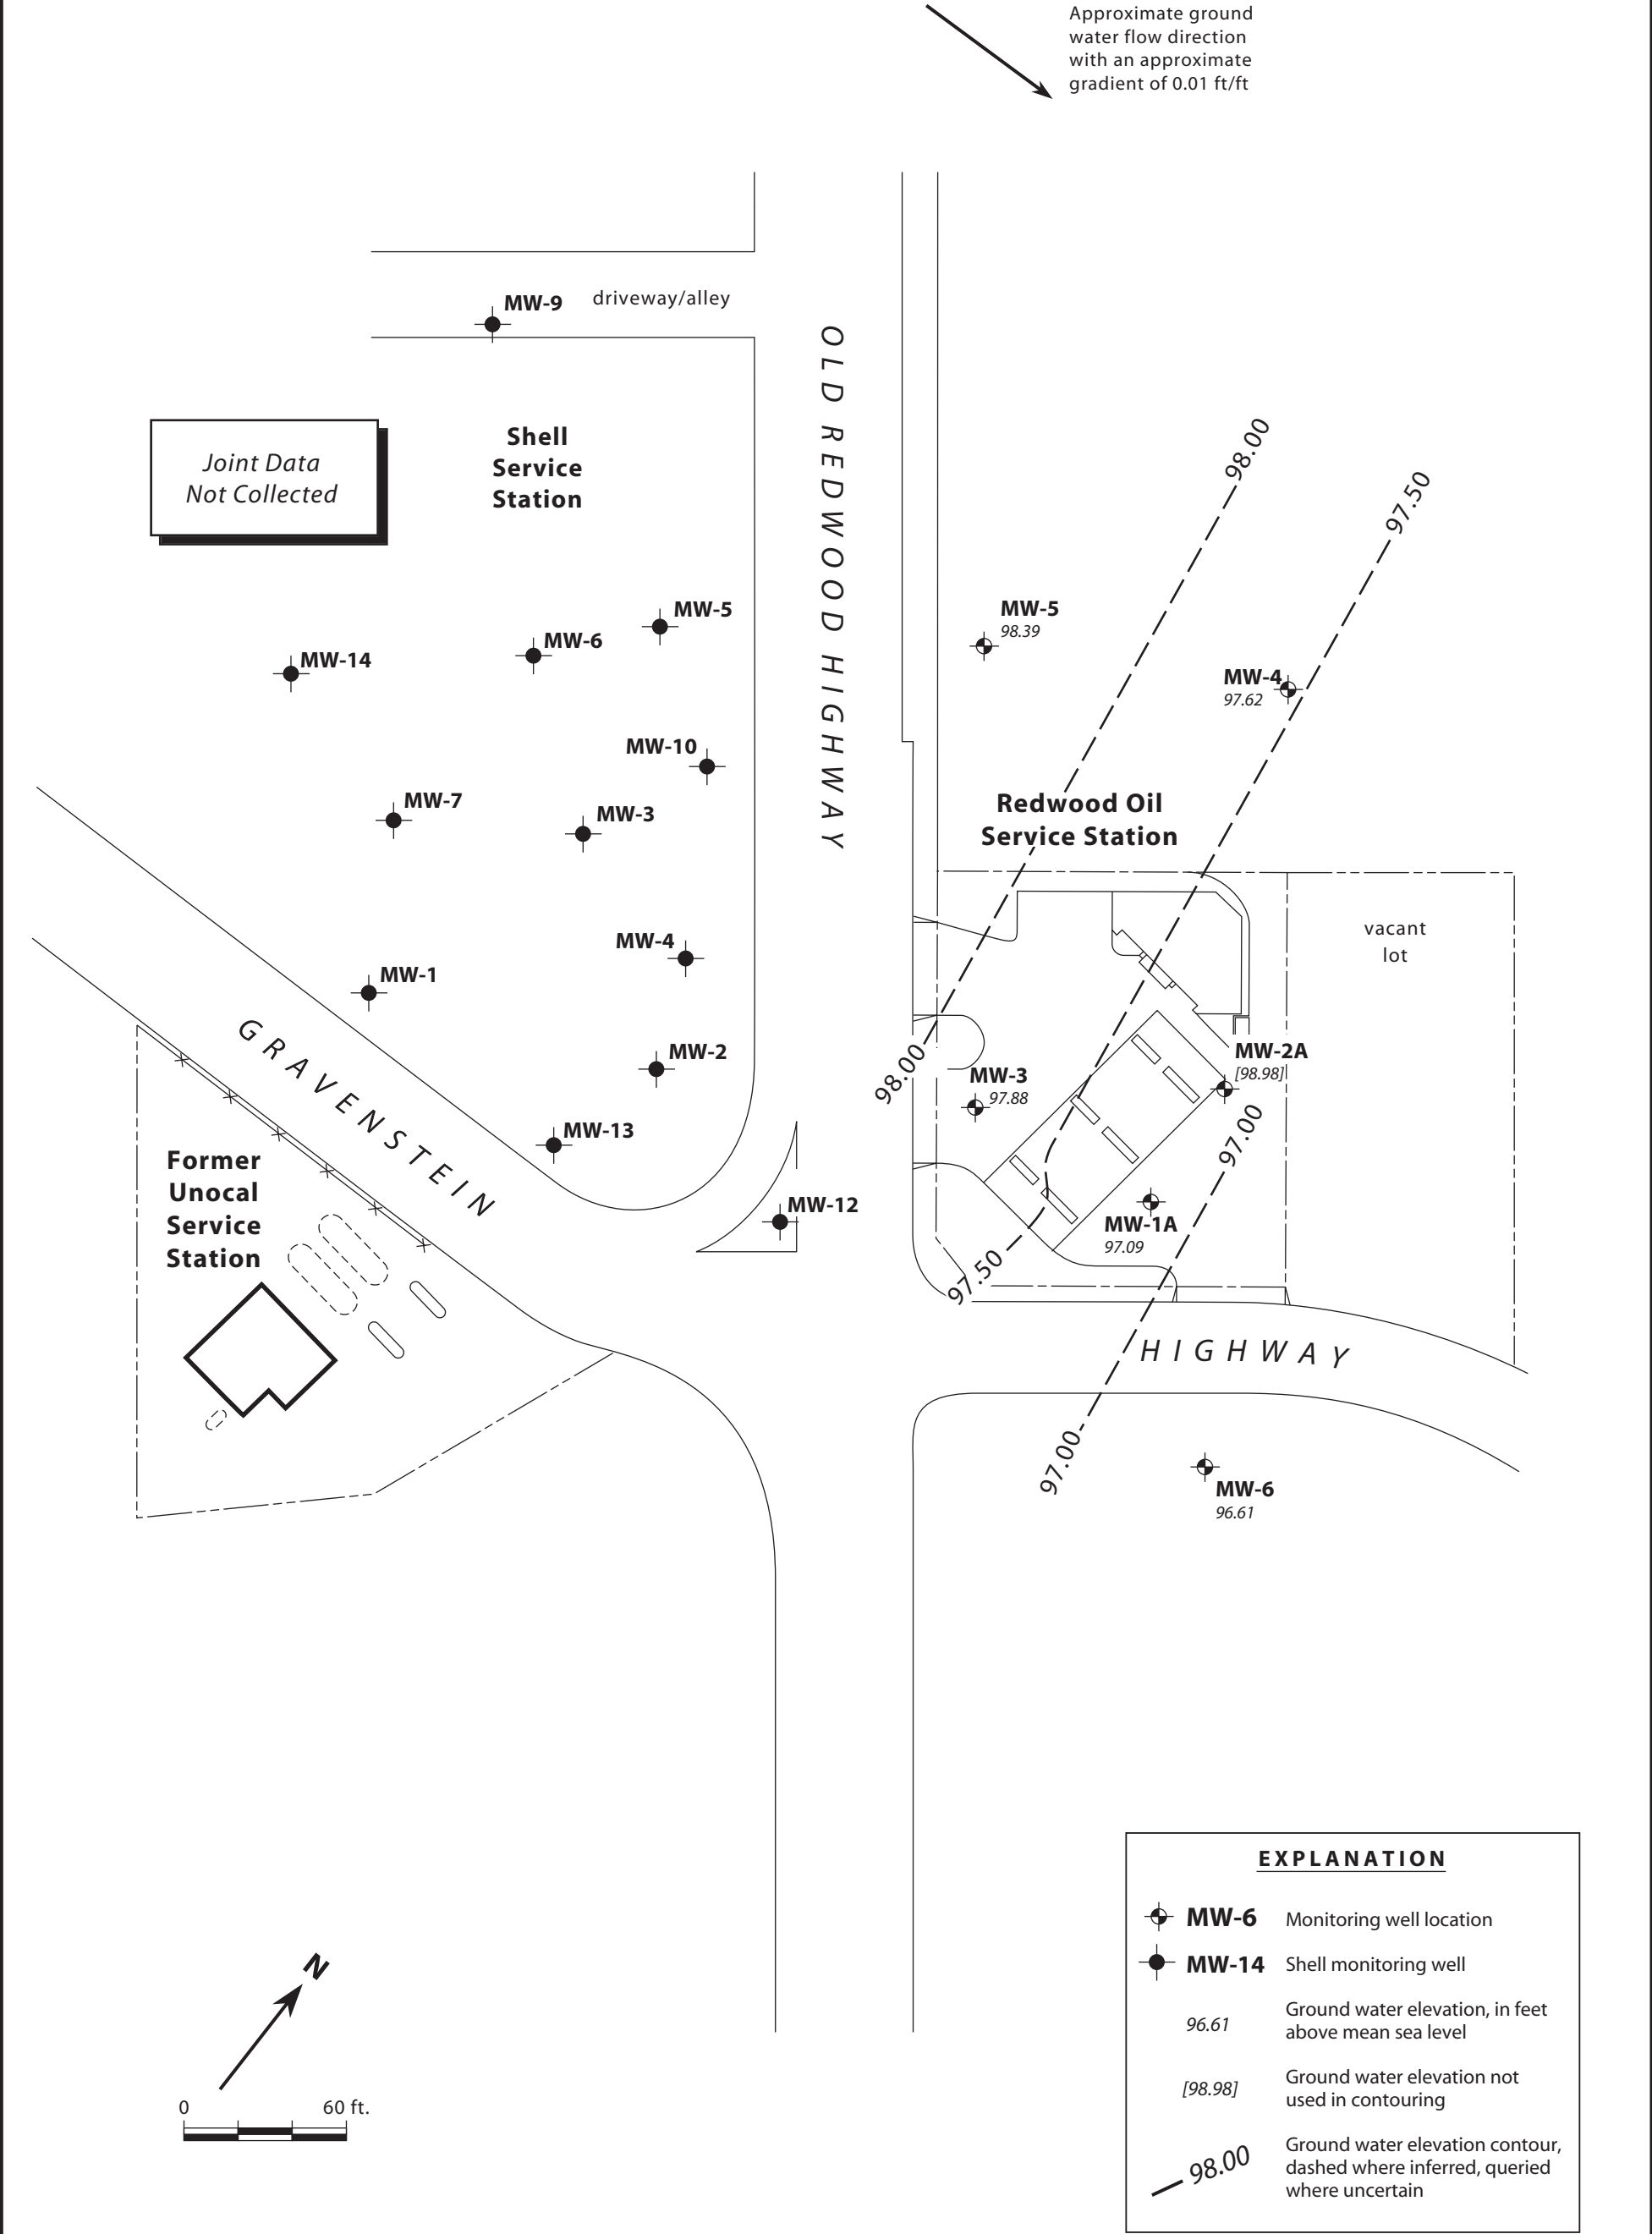 Approximate ground
water flow direction
with an approximate
gradient of 0.01 ft/ft
MW-9
driveway/alley
OLD REDWOOD HIGHWAY
Joint Data
Not Collected
Shell
Service
Station
98.00
97.50
MW-5
MW-6
MW-14
MW-5
98.39
MW-4
97.62
MW-10
MW-7
MW-3
Redwood Oil
Service Station
MW-4
MW-1
vacant
lot
GRAVENSTEIN
MW-2
98.00
MW-3
97.88
MW-2A
[98.98]
97.00
MW-13
Former
Unocal
Service
Station
MW-12
MW-1A
97.09
97.50
HIGHWAY
97.00
MW-6
96.61
EXPLANATION
MW-6 Monitoring well location
MW-14 Shell monitoring well
96.61 Ground water elevation, in feet
above mean sea level
[98.98] Ground water elevation not
used in contouring
98.00 Ground water elevation contour,
dashed where inferred, queried
where uncertain
N
0 60 ft.